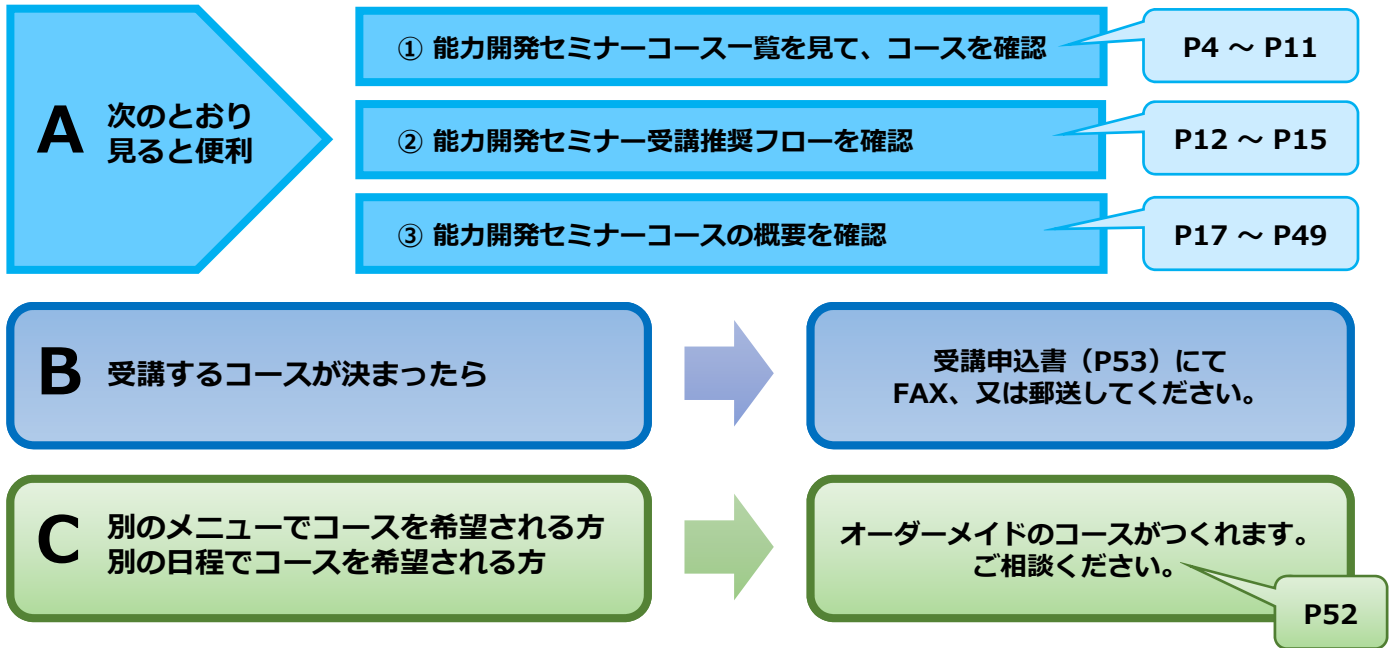 A
次のとおり
見ると便利
① 能力開発セミナーコース一覧を見て、コースを確認
P4 ～ P11
② 能力開発セミナー受講推奨フローを確認
P12 ～ P15
③ 能力開発セミナーコースの概要を確認
P17 ～ P49
B 受講するコースが決まったら
受講申込書（P53）にて
FAX、又は郵送してください。
C
別のメニューでコースを希望される方
別の日程でコースを希望される方
オーダーメイドのコースがつくれます。
ご相談ください。
P52